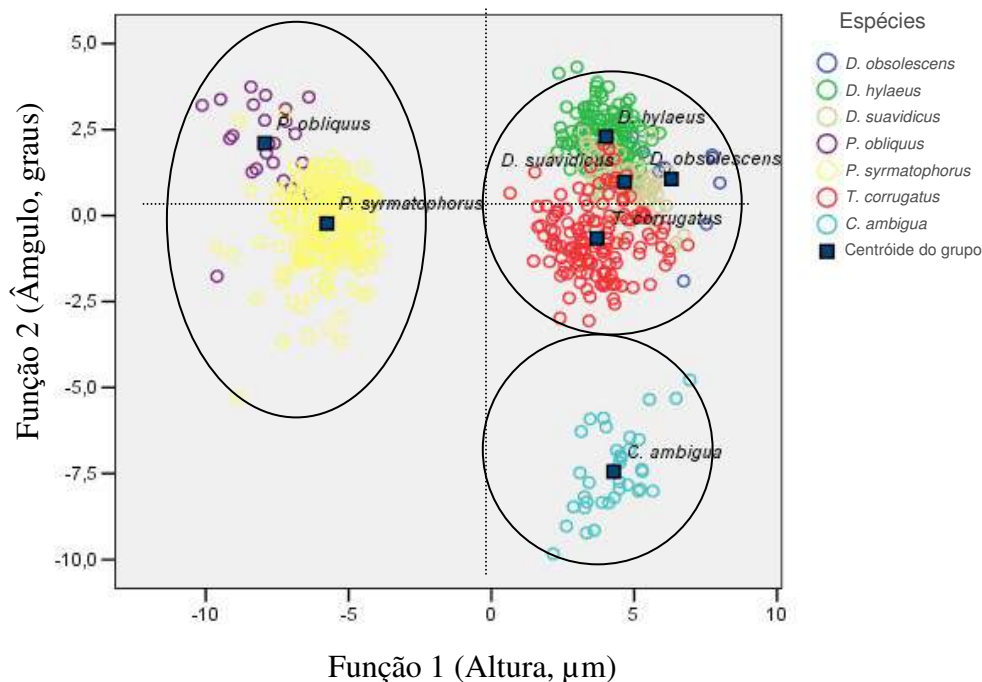 Espécies
D. obsolescens
D. hylaeus
D. suavidicus
P. obliquus
P. syrmatophorus
T. corrugatus
C. ambigua
Centróide do grupo
Função 2 (Âmgulo, graus)
5,0
2,5
0,0
-2,5
-5,0
-7,5
-10,0
P. obliquus
D. hylaeus
D. suavidicus
D. obsolescens
P. syrmatophorus
T. corrugatus
C. ambigua
-10
-5
0
5
10
Função 1 (Altura, µm)